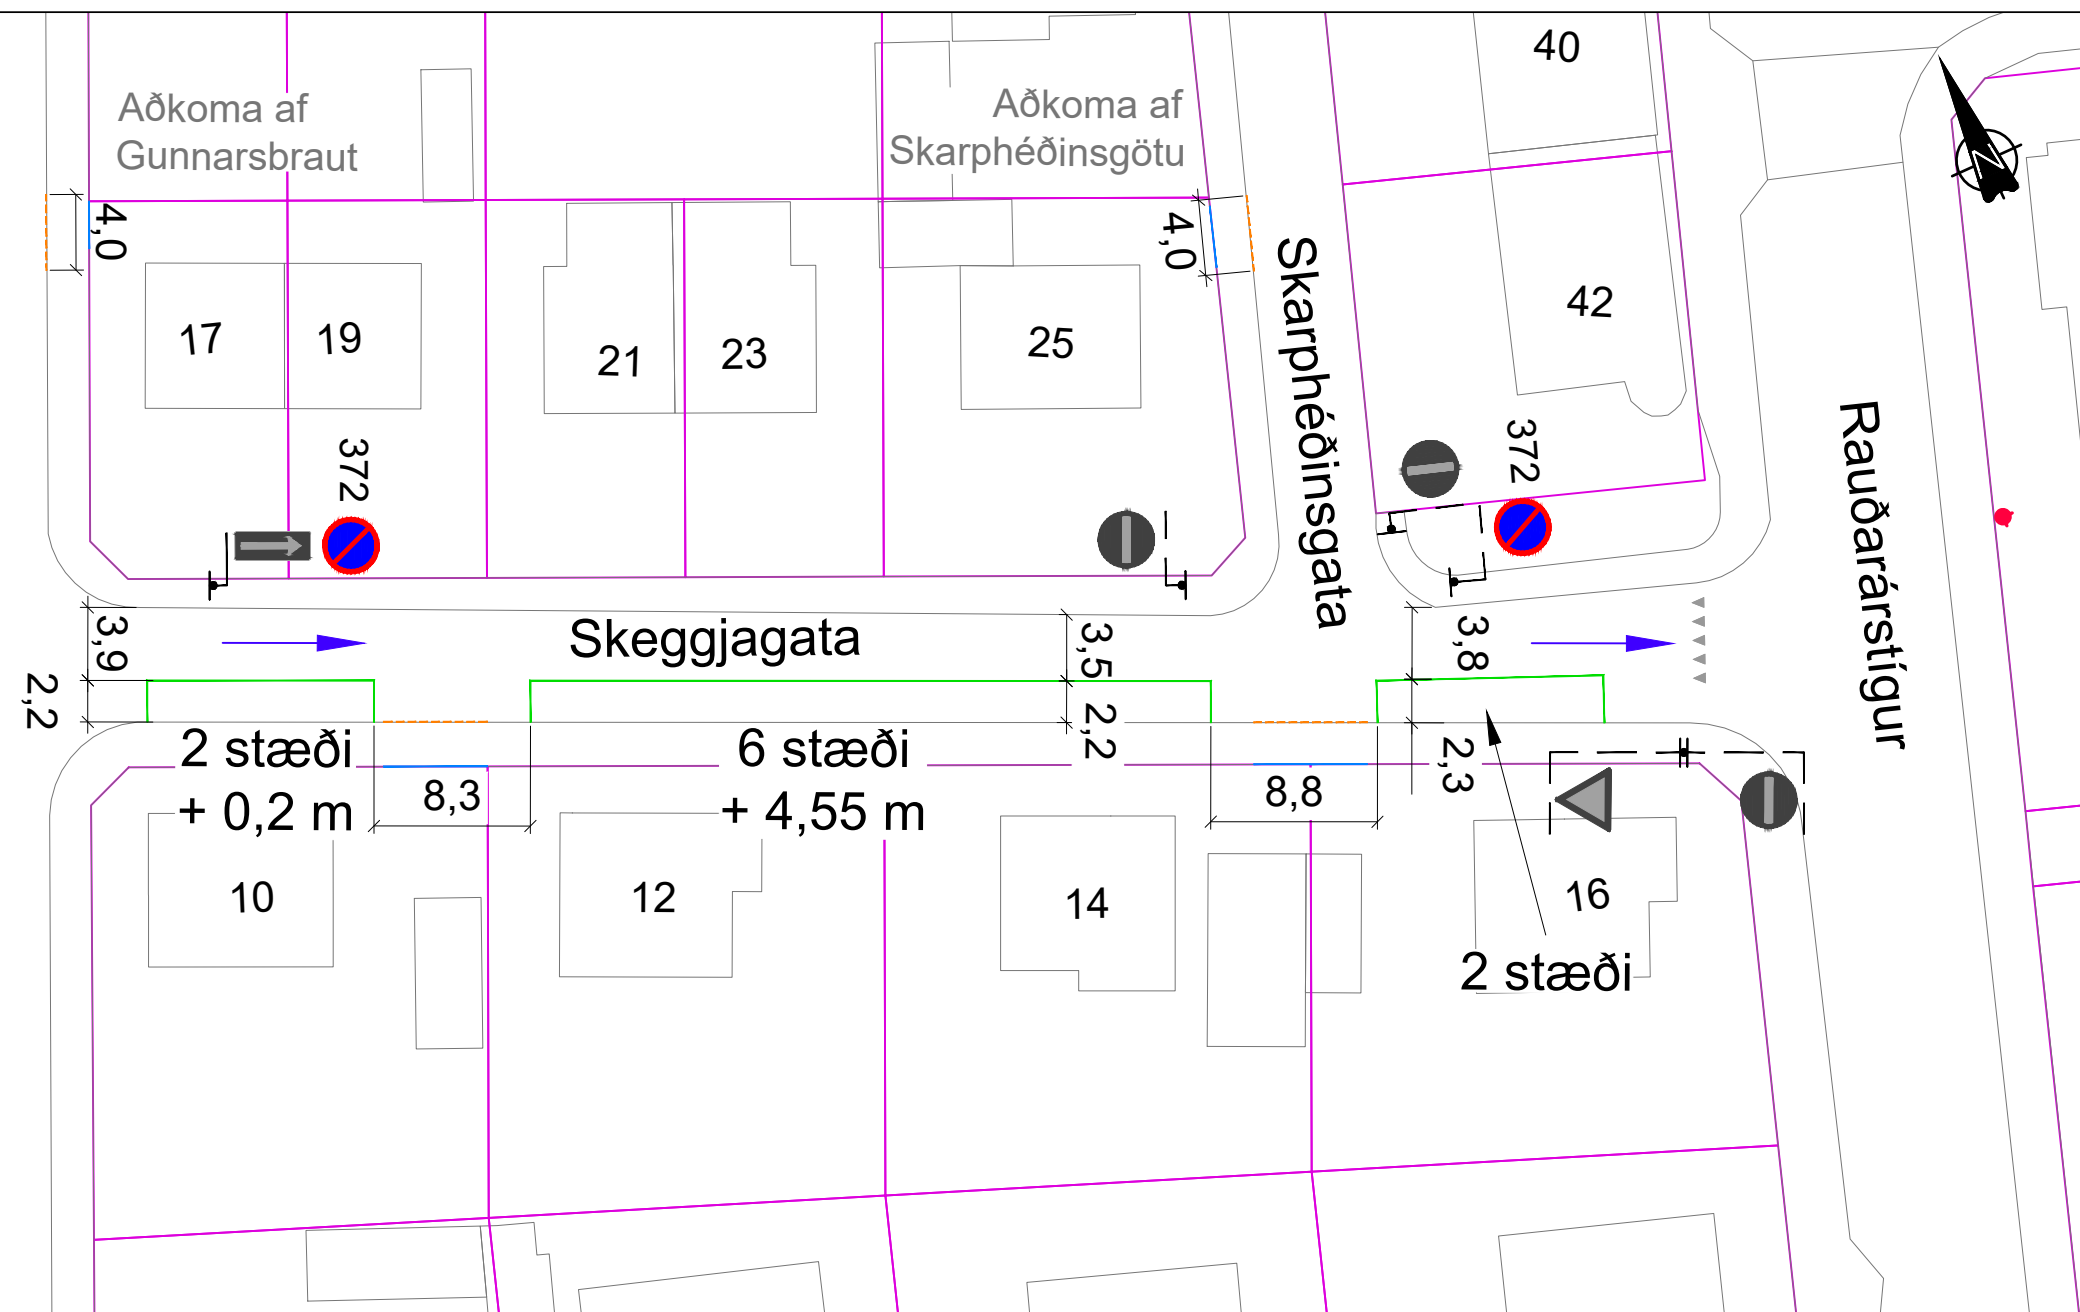 40
Aðkoma af
Gunnarsbraut
Aðkoma af
Skarphéðinsgötu
N
4,0
4,0
Skarphéðinsgata
42
17
19
21
23
25
372
372
Rauðarárstígur
3,9
Skeggjagata
3,5
3,8
2,2
2 stæði
+ 0,2 m
8,3
6 stæði
+ 4,55 m
2,2
8,8
2,3
10
12
14
16
2 stæði